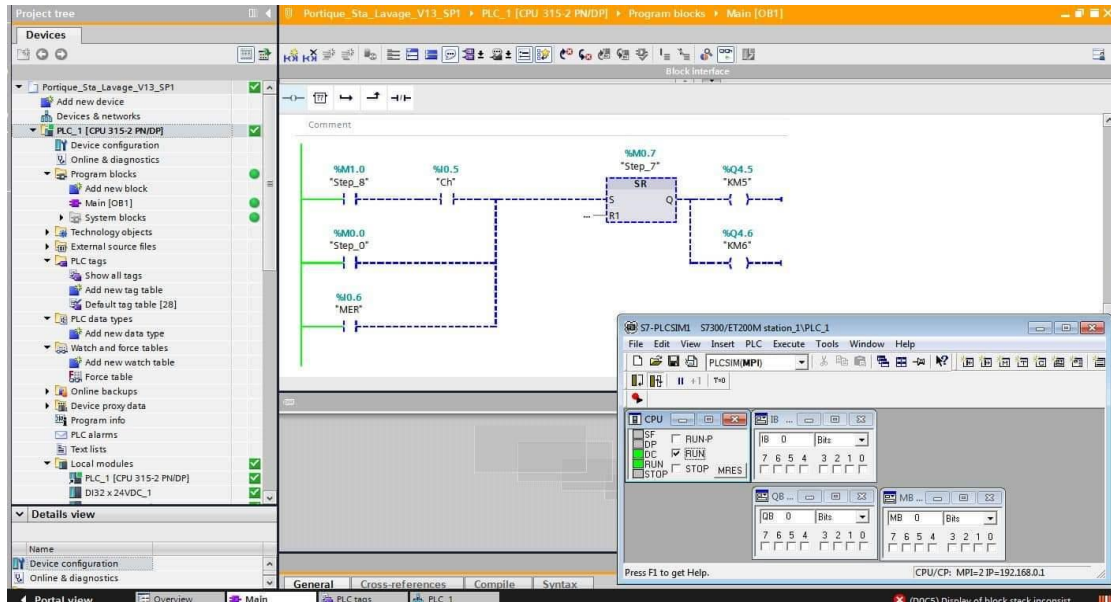 Project tree
Portique_Sta_Lavage_V13_SP1 ▸ PLC_1 [CPU 315-2 PN/DP] ▸ Program blocks ▸ Main [OB1]
Devices
Block interface
Portique_Sta_Lavage_V13_SP1
Add new device
Devices & networks
PLC_1 [CPU 315-2 PN/DP]
Device configuration
Online & diagnostics
Program blocks
Add new block
Main [OB1]
System blocks
Technology objects
External source files
PLC tags
Show all tags
Add new tag table
Default tag table [28]
PLC data types
Add new data type
Watch and force tables
Add new watch table
Force table
Online backups
Device proxy data
Program info
PLC alarms
Text lists
Local modules
PLC_1 [CPU 315-2 PN/DP]
DI32 x 24VDC_1
Details view
Name
Device configuration
Online & diagnostics
Portal view
Overview
Main
PLC tags
PLC_1
Comment
%M1.0
"Step_8"
%I0.5
"Ch"
%M0.7
"Step_7"
SR
S
Q
R1
...
%Q4.5
"KM5"
%M0.0
"Step_0"
%Q4.6
"KM6"
%I0.6
"MER"
General Cross-references Compile Syntax
S7-PLCSIM1 S7300/ET200M station_1\PLC_1
File Edit View Insert PLC Execute Tools Window Help
PLCSIM(MPI)
+1 T=0
CPU
SF
DP
DC
RUN
STOP
RUN-P
RUN
STOP
MRES
IB ...
IB 0 Bits
7 6 5 4 3 2 1 0
QB ...
QB 0 Bits
7 6 5 4 3 2 1 0
MB ...
MB 0 Bits
7 6 5 4 3 2 1 0
Press F1 to get Help.
CPU/CP: MPI=2 IP=192.168.0.1
(D0C5) Display of block stack inconsist